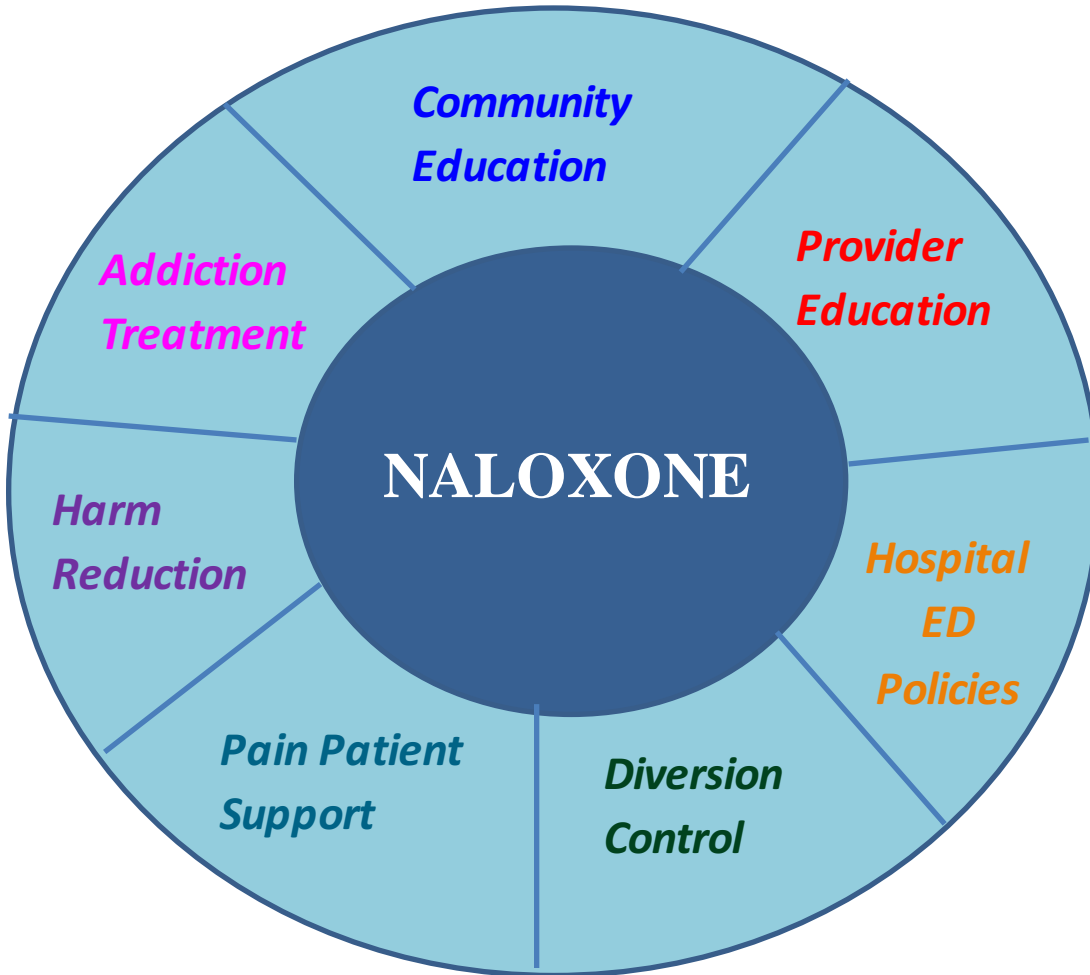 Community
Education
Provider
Education
Addiction
Treatment
NALOXONE
Harm
Reduction
Hospital
ED
Policies
Pain Patient
Support
Diversion
Control